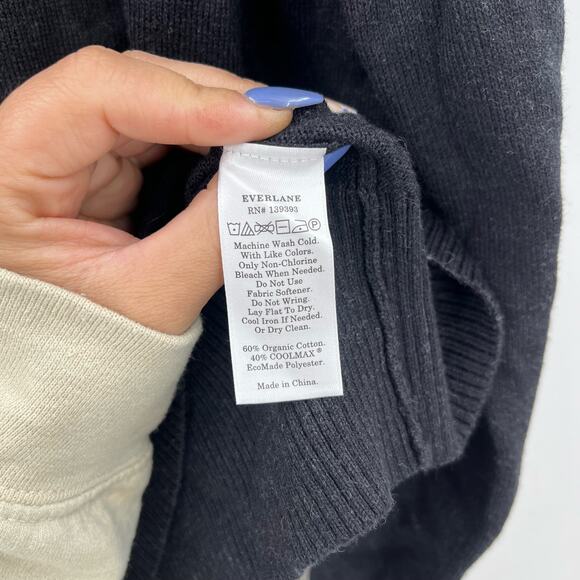 EVERLANE
RN# 139393
Machine Wash Cold.
With Like Colors.
Only Non-Chlorine
Bleach When Needed.
Do Not Use
Fabric Softener.
Do Not Wring.
Lay Flat To Dry.
Cool Iron If Needed.
Or Dry Clean.
60% Organic Cotton.
40% COOLMAX®
EcoMade Polyester.
Made in China.